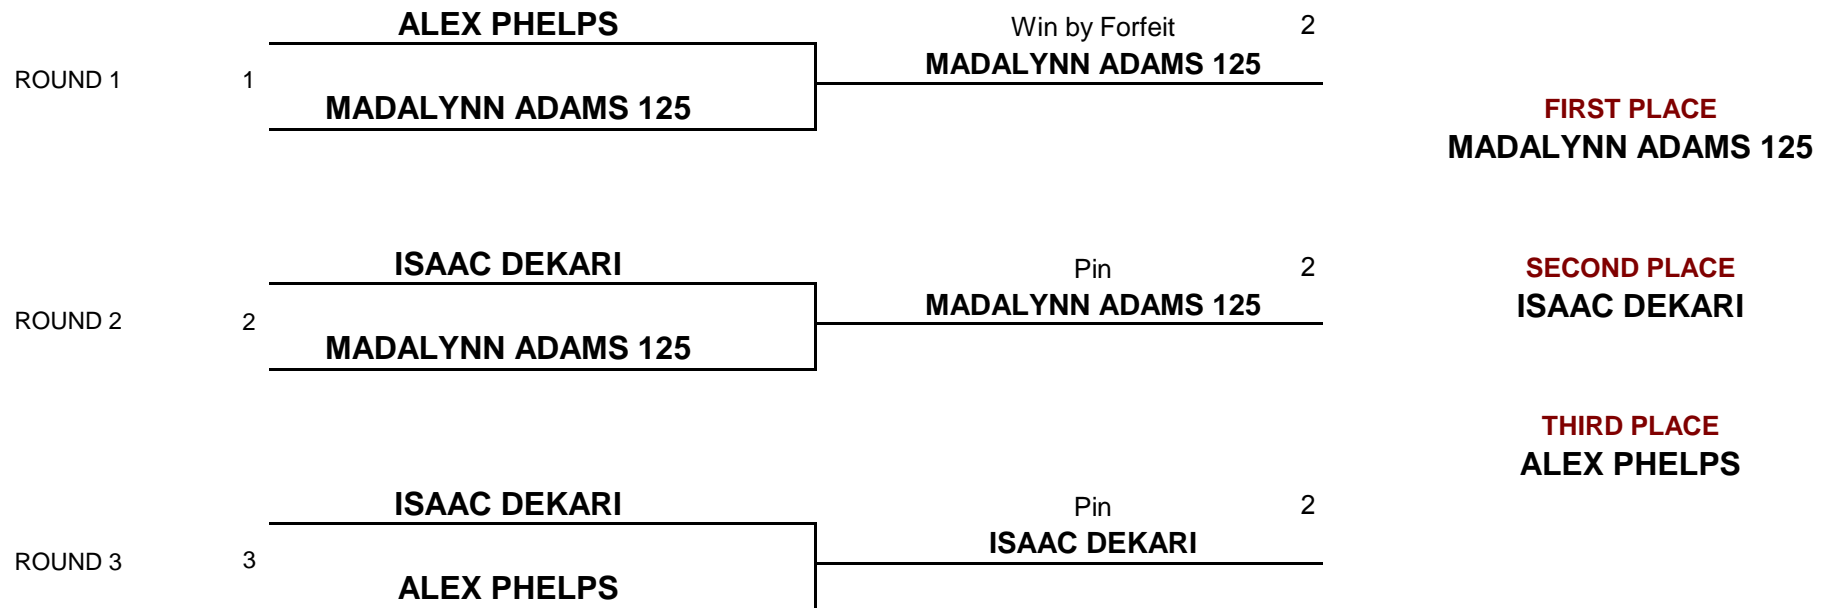 ALEX PHELPS
Win by Forfeit 2
MADALYNN ADAMS 125
ROUND 1 1
MADALYNN ADAMS 125
FIRST PLACE
MADALYNN ADAMS 125
ISAAC DEKARI
Pin 2
MADALYNN ADAMS 125
SECOND PLACE
ISAAC DEKARI
ROUND 2 2
MADALYNN ADAMS 125
THIRD PLACE
ALEX PHELPS
ISAAC DEKARI
Pin 2
ISAAC DEKARI
ROUND 3 3
ALEX PHELPS